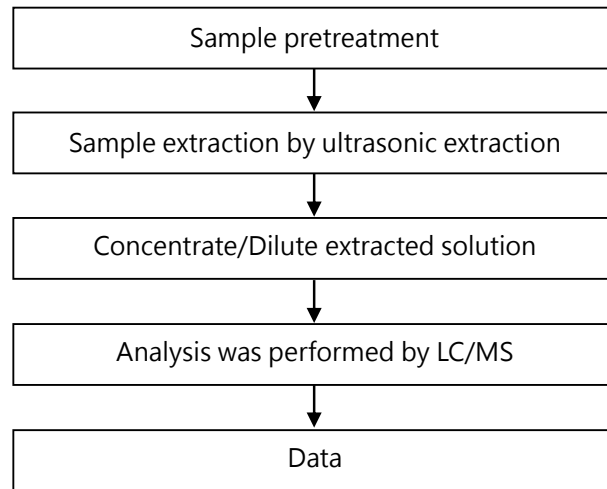 Sample pretreatment
Sample extraction by ultrasonic extraction
Concentrate/Dilute extracted solution
Analysis was performed by LC/MS
Data